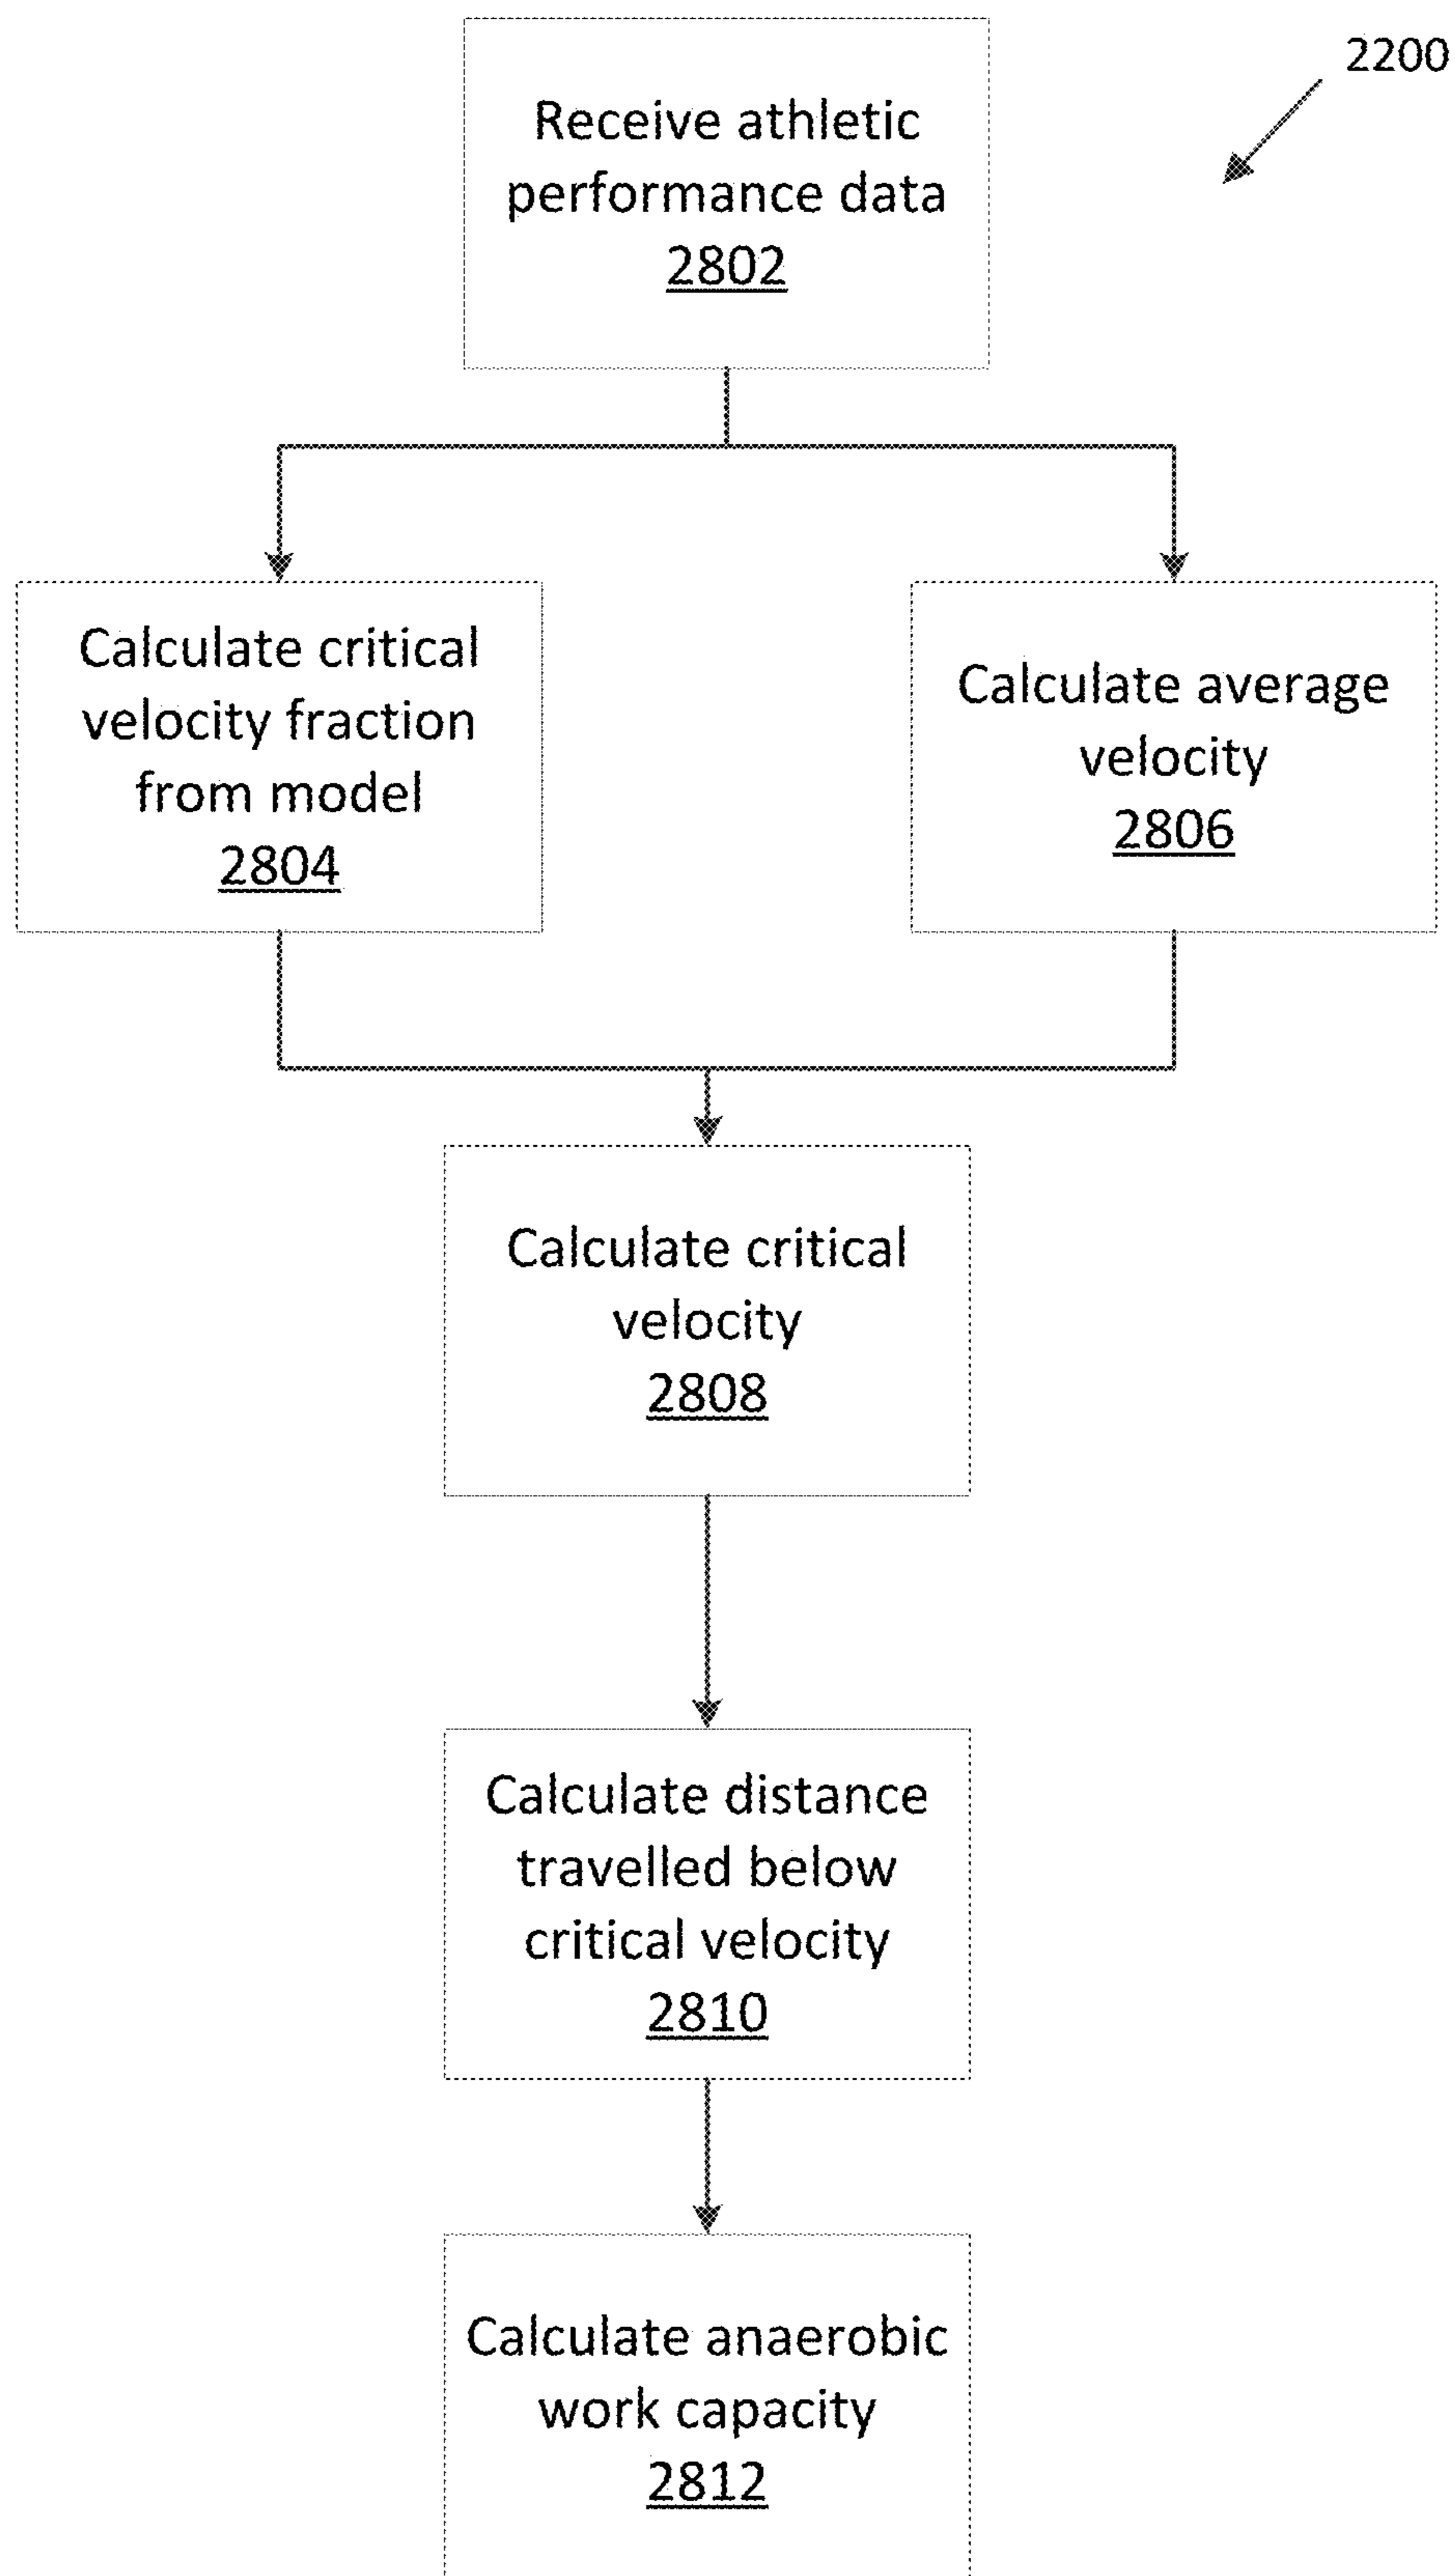 2200
Receive athletic
performance data
2802
Calculate critical
velocity fraction
from model
2804
Calculate average
velocity
2806
Calculate critical
velocity
2808
Calculate distance
travelled below
critical velocity
2810
Calculate anaerobic
work capacity
2812